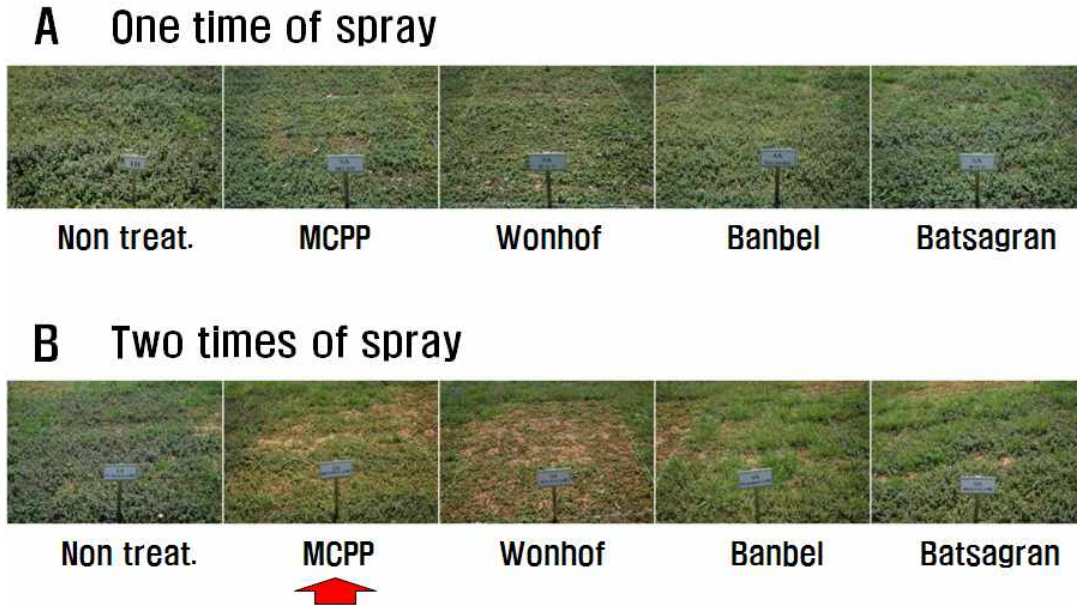 A One time of spray
Non treat. MCPP Wonhof Banbel Batsagran
B Two times of spray
Non treat. MCPP Wonhof Banbel Batsagran